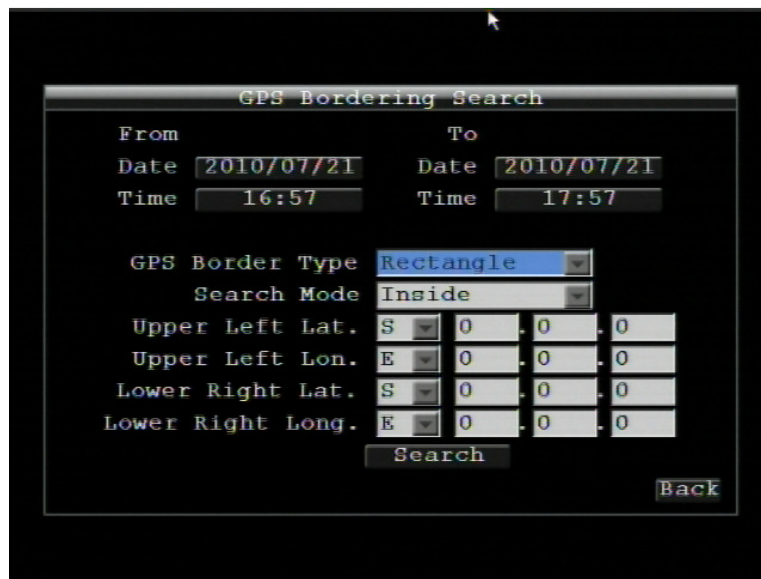 GPS Bordering Search
From To
Date 2010/07/21 Date 2010/07/21
Time 16:57 Time 17:57
GPS Border Type Rectangle
Search Mode Inside
Upper Left Lat. S 0 . 0 . 0
Upper Left Lon. E 0 . 0 . 0
Lower Right Lat. S 0 . 0 . 0
Lower Right Long. E 0 . 0 . 0
Search
Back